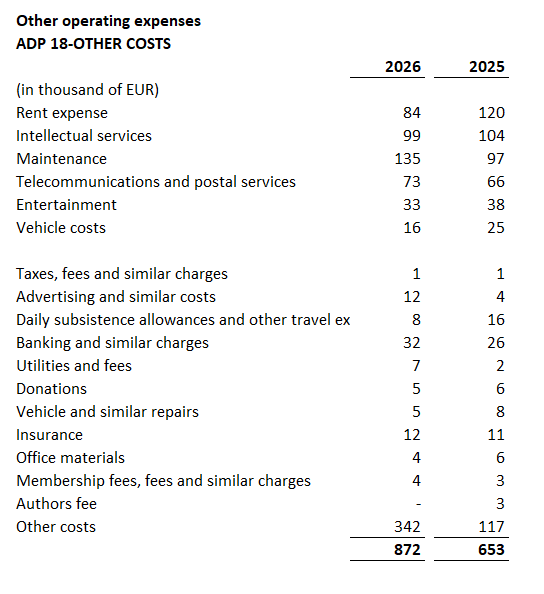 Other operating expenses
ADP 18-OTHER COSTS
2026 2025
(in thousand of EUR)
Rent expense 84 120
Intellectual services 99 104
Maintenance 135 97
Telecommunications and postal services 73 66
Entertainment 33 38
Vehicle costs 16 25
Taxes, fees and similar charges 1 1
Advertising and similar costs 12 4
Daily subsistence allowances and other travel ex 8 16
Banking and similar charges 32 26
Utilities and fees 7 2
Donations 5 6
Vehicle and similar repairs 5 8
Insurance 12 11
Office materials 4 6
Membership fees, fees and similar charges 4 3
Authors fee - 3
Other costs 342 117
872 653